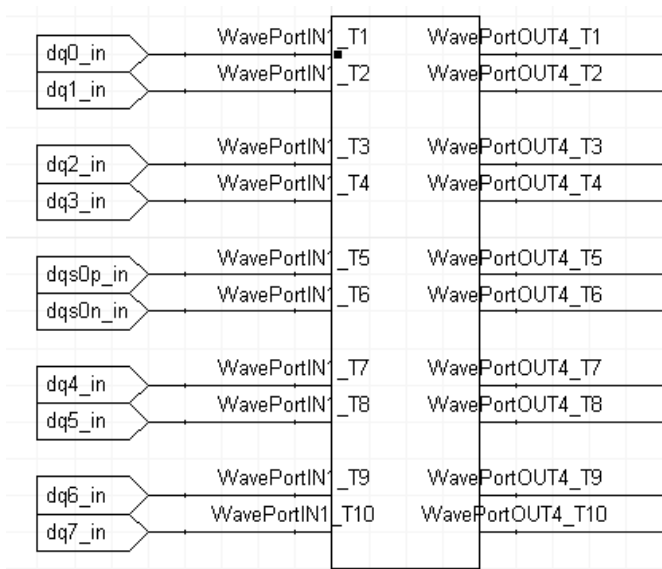 WavePortIN1_T1 WavePortOUT4_T1
dq0_in
WavePortIN1_T2 WavePortOUT4_T2
dq1_in
WavePortIN1_T3 WavePortOUT4_T3
dq2_in
WavePortIN1_T4 WavePortOUT4_T4
dq3_in
WavePortIN1_T5 WavePortOUT4_T5
dqs0p_in
WavePortIN1_T6 WavePortOUT4_T6
dqs0n_in
WavePortIN1_T7 WavePortOUT4_T7
dq4_in
WavePortIN1_T8 WavePortOUT4_T8
dq5_in
WavePortIN1_T9 WavePortOUT4_T9
dq6_in
WavePortIN1_T10 WavePortOUT4_T10
dq7_in